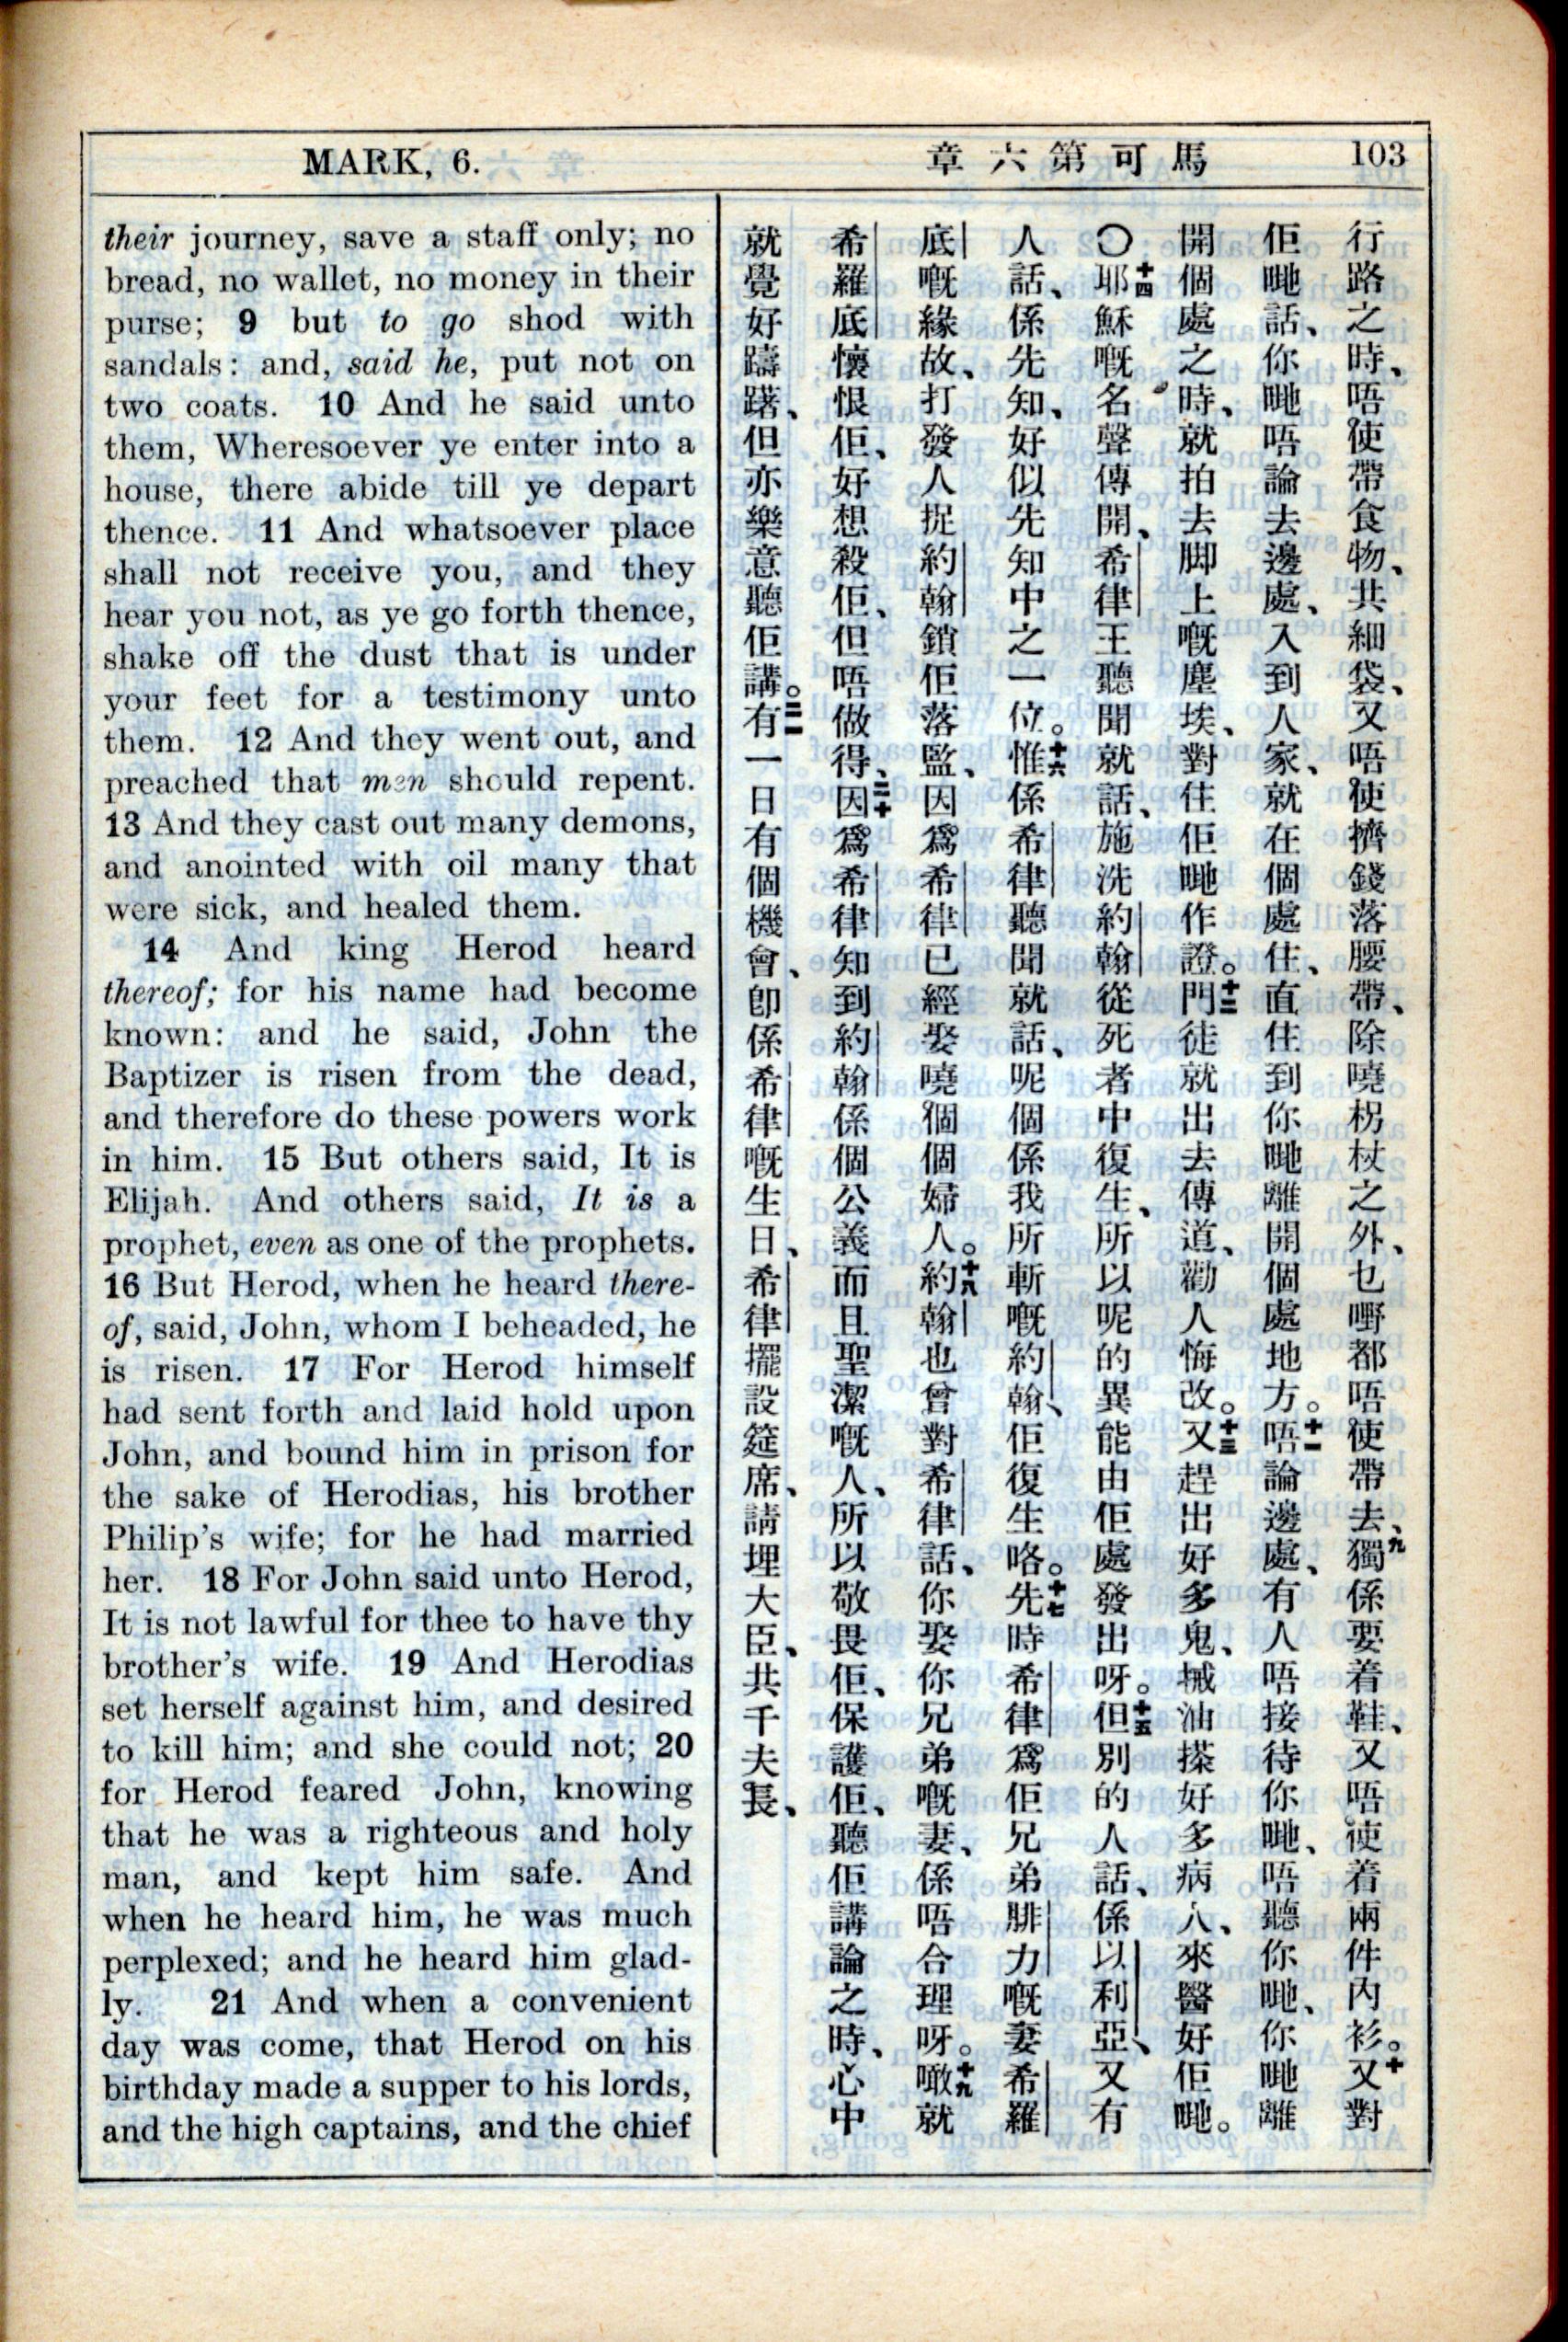 MARK, 6.
馬可第六章
103
their journey, save a staff only; no
bread, no wallet, no money in their
purse; 9 but to go shod with
sandals: and, said he, put not on
two coats. 10 And he said unto
them, Wheresoever ye enter into a
house, there abide till ye depart
thence. 11 And whatsoever place
shall not receive you, and they
hear you not, as ye go forth thence,
shake off the dust that is under
your feet for a testimony unto
them. 12 And they went out, and
preached that men should repent.
13 And they cast out many demons,
and anointed with oil many that
were sick, and healed them.
14 And king Herod heard
thereof; for his name had become
known: and he said, John the
Baptizer is risen from the dead,
and therefore do these powers work
in him. 15 But others said, It is
Elijah. And others said, It is a
prophet, even as one of the prophets.
16 But Herod, when he heard there-
of, said, John, whom I beheaded, he
is risen. 17 For Herod himself
had sent forth and laid hold upon
John, and bound him in prison for
the sake of Herodias, his brother
Philip's wife; for he had married
her. 18 For John said unto Herod,
It is not lawful for thee to have thy
brother's wife. 19 And Herodias
set herself against him, and desired
to kill him; and she could not; 20
for Herod feared John, knowing
that he was a righteous and holy
man, and kept him safe. And
when he heard him, he was much
perplexed; and he heard him glad-
ly. 21 And when a convenient
day was come, that Herod on his
birthday made a supper to his lords,
and the high captains, and the chief
行路之時、唔使帶食物、共細袋、又唔使擠錢落腰帶、除嘵柺杖之外、乜嘢都唔使帶去、九獨係要着鞋、又唔使着兩件內衫。十又對
佢哋話、你哋唔論去邊處、入到人家、就在個處住、直住到你哋離開個處地方。十一唔論邊處、有人唔接待你哋、唔聽你哋、你哋離
開個處之時、就拍去脚上嘅塵埃、對住佢哋作證。十二門徒就出去傳道、勸人悔改。十三又趕出好多鬼、搣油搽好多病人、來醫好佢哋。
〇十四耶穌嘅名聲傳開、希律王聽聞就話、施洗約翰從死者中復生、所以呢的異能由佢處發出呀。十五但別的人話、係以利亞、又有
人話、係先知、好似先知中之一位。十六惟係希律聽聞就話、呢個係我所斬嘅約翰、佢復生咯。十七先時希律爲佢兄弟腓力嘅妻希羅
底嘅緣故、打發人捉約翰鎖佢落監、因爲希律已經娶嘵個個婦人。十八約翰也曾對希律話、你娶你兄弟嘅妻、係唔合理呀。十九噉就
希羅底懷恨佢、好想殺佢、但唔做得、二十因爲希律知到約翰係個公義而且聖潔嘅人、所以敬畏佢、保護佢、聽佢講論之時、心中
就覺好躊躇、但亦樂意聽佢講。二一有一日有個機會、卽係希律嘅生日、希律擺設筵席、請埋大臣、共千夫長、